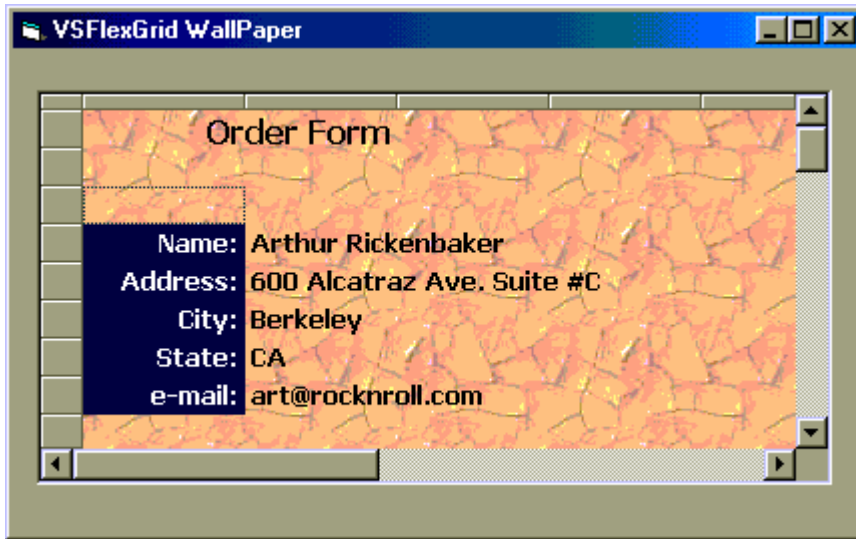 VSFlexGrid WallPaper
Order Form
Name: Arthur Rickenbaker
Address: 600 Alcatraz Ave. Suite #C
City: Berkeley
State: CA
e-mail: art@rocknroll.com